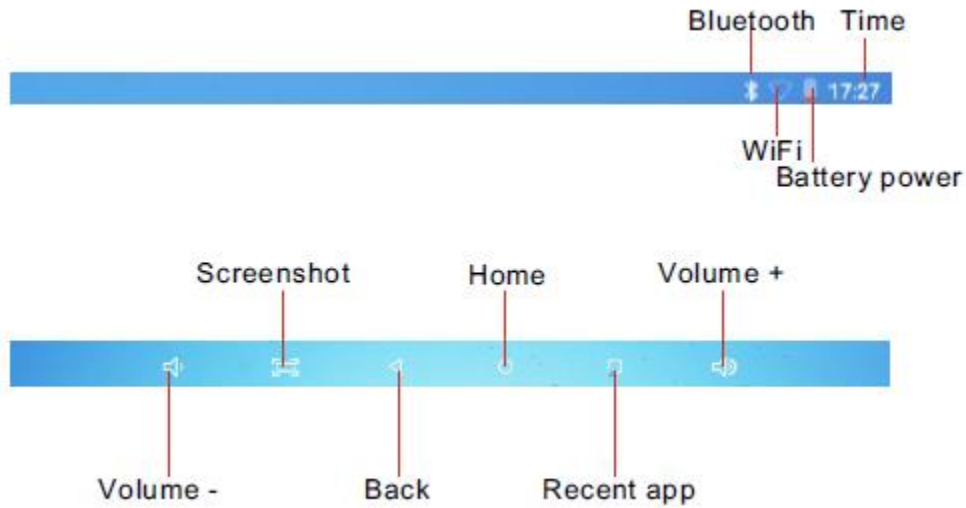 Bluetooth Time
17:27
WiFi
Battery power
Screenshot Home Volume +
Volume - Back Recent app